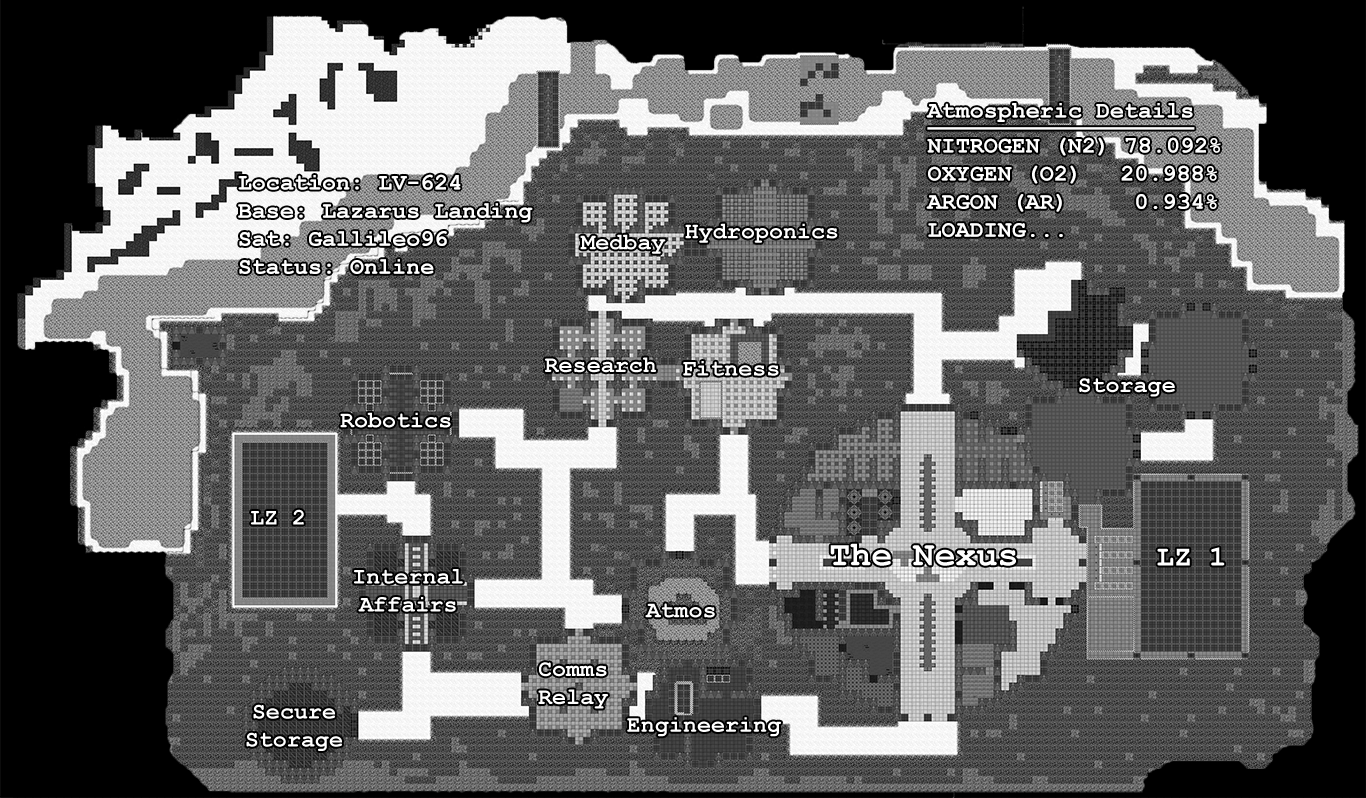 Atmospheric Details
NITROGEN (N2) 78.092%
OXYGEN (O2) 20.988%
ARGON (AR) 0.934%
LOADING...
Location: LV-624
Base: Lazarus Landing
Sat: Gallileo96
Status: Online
Medbay
Hydroponics
Research
Fitness
Storage
Robotics
LZ 2
The Nexus
LZ 1
Internal
Affairs
Atmos
Comms
Relay
Secure
Storage
Engineering